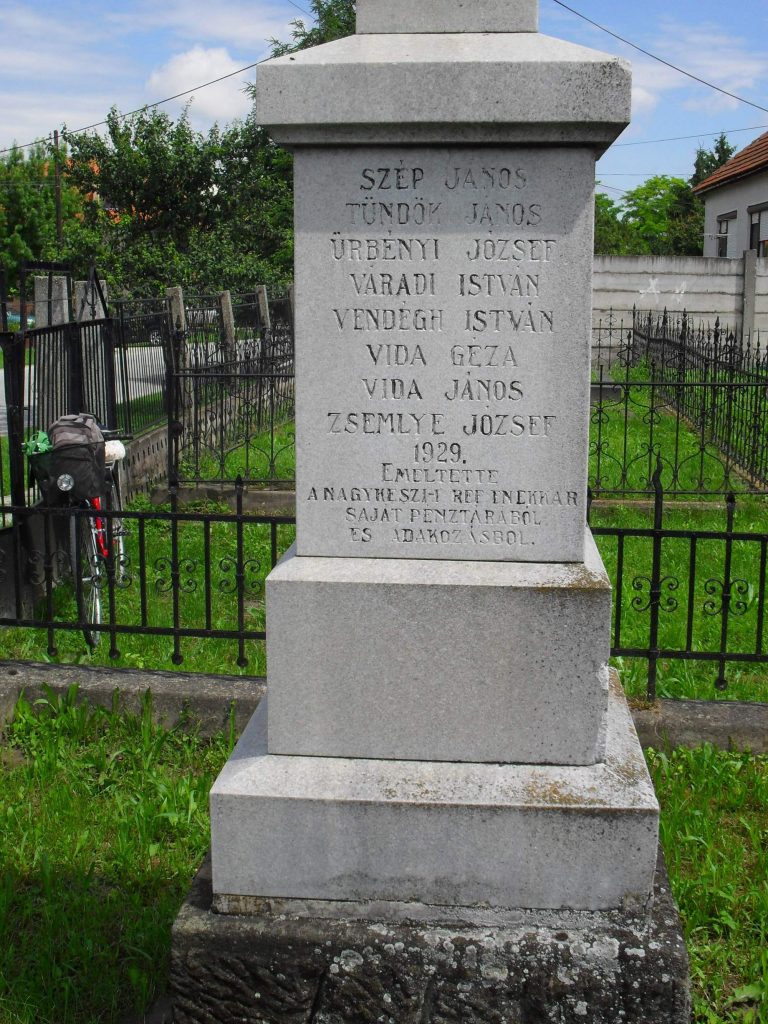 SZÉP JÁNOS
TÜNDÖK JÁNOS
ÜRBÉNYI JÓZSEF
VÁRADI ISTVÁN
VENDÉGH ISTVÁN
VIDA GÉZA
VIDA JÁNOS
ZSEMLYE JÓZSEF
1929.
EMELTETTE
A NAGYKESZI-I REF ÉNEKKAR
SAJÁT PÉNZTÁRÁBÓL
ÉS ADAKOZÁSBÓL.